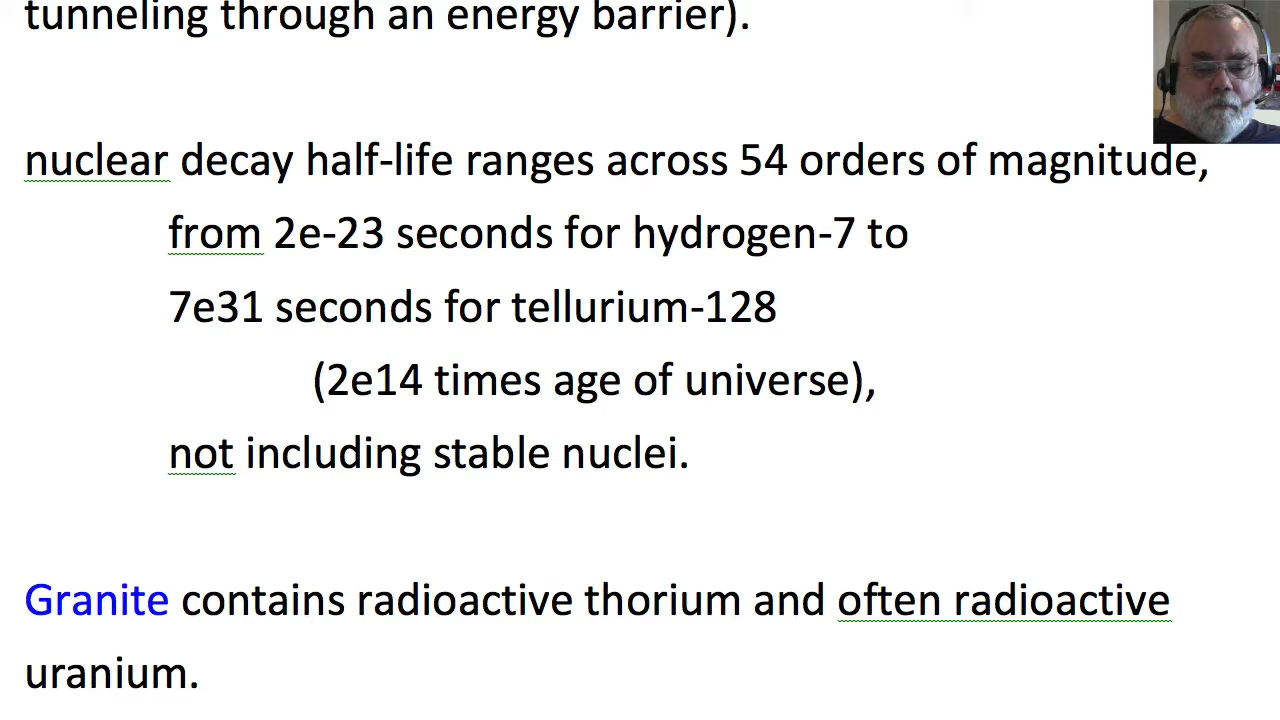 tunneling through an energy barrier).
nuclear decay half-life ranges across 54 orders of magnitude,
from 2e-23 seconds for hydrogen-7 to
7e31 seconds for tellurium-128
(2e14 times age of universe),
not including stable nuclei.
Granite contains radioactive thorium and often radioactive
uranium.